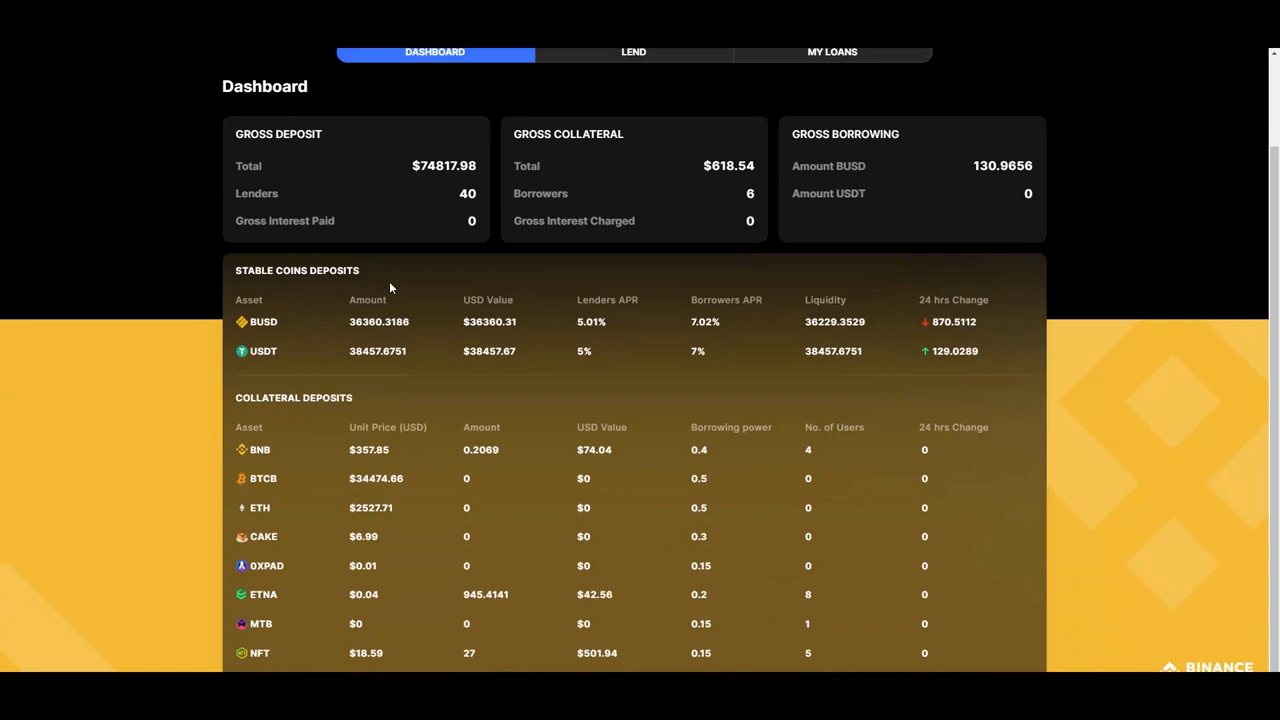 DASHBOARD LEND MY LOANS
Dashboard
GROSS DEPOSIT GROSS COLLATERAL GROSS BORROWING
Total $74817.98 Total $618.54 Amount BUSD 130.9656
Lenders 40 Borrowers 6 Amount USDT 0
Gross Interest Paid 0 Gross Interest Charged 0
STABLE COINS DEPOSITS
Asset Amount USD Value Lenders APR Borrowers APR Liquidity 24 hrs Change
BUSD 36360.3186 $36360.31 5.01% 7.02% 36229.3529 ↓ 870.5112
USDT 38457.6751 $38457.67 5% 7% 38457.6751 ↑ 129.0289
COLLATERAL DEPOSITS
Asset Unit Price (USD) Amount USD Value Borrowing power No. of Users 24 hrs Change
BNB $357.85 0.2069 $74.04 0.4 4 0
BTCB $34474.66 0 $0 0.5 0 0
ETH $2527.71 0 $0 0.5 0 0
CAKE $6.99 0 $0 0.3 0 0
0XPAD $0.01 0 $0 0.15 0 0
ETNA $0.04 945.4141 $42.56 0.2 8 0
MTB $0 0 $0 0.15 1 0
NFT $18.59 27 $501.94 0.15 5 0
BINANCE